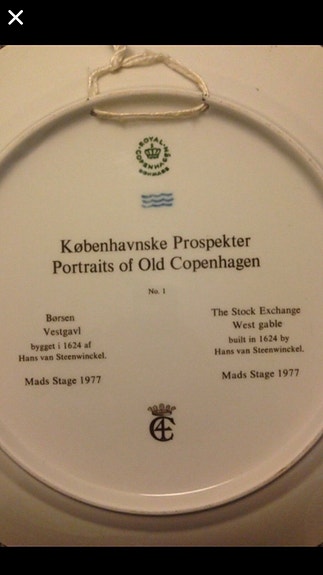 ROYAL
COPENHAGEN
DENMARK
Københavnske Prospekter
Portraits of Old Copenhagen
No. 1
Børsen
Vestgavl
bygget i 1624 af
Hans van Steenwinckel.
Mads Stage 1977
The Stock Exchange
West gable
built in 1624 by
Hans van Steenwinckel.
Mads Stage 1977
C4